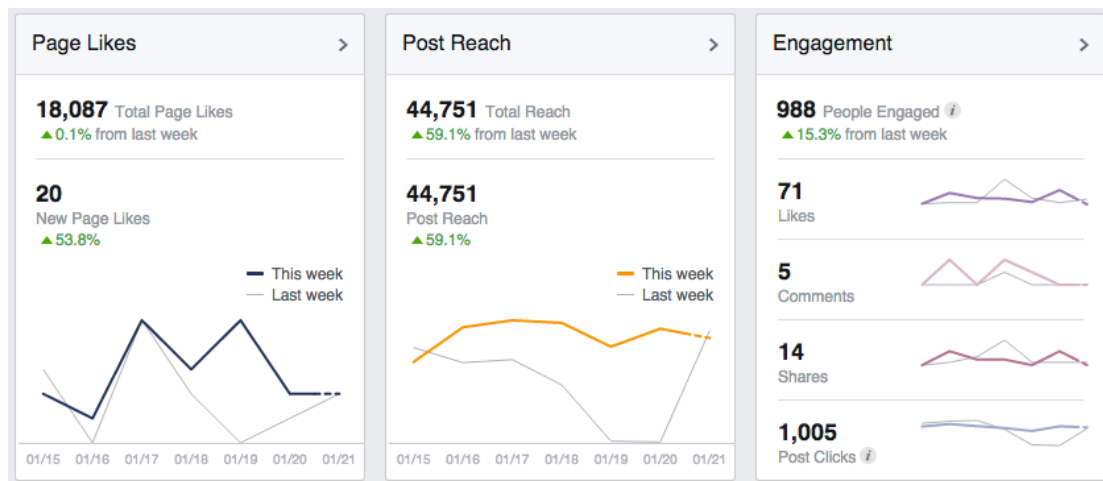 Page Likes
18,087 Total Page Likes
0.1% from last week
20
New Page Likes
53.8%
This week
Last week
01/15 01/16 01/17 01/18 01/19 01/20 01/21
Post Reach
44,751 Total Reach
59.1% from last week
44,751
Post Reach
59.1%
This week
Last week
01/15 01/16 01/17 01/18 01/19 01/20 01/21
Engagement
988 People Engaged i
15.3% from last week
71
Likes
5
Comments
14
Shares
1,005
Post Clicks i